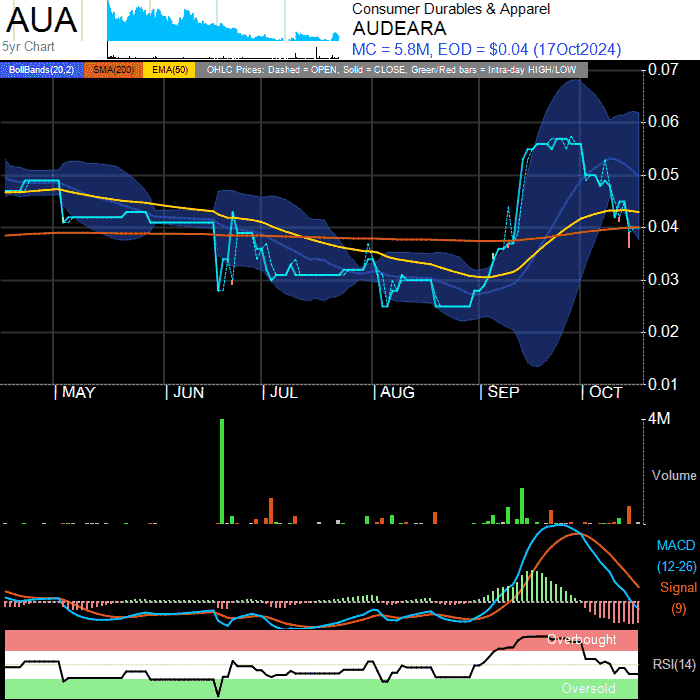 AUA
5yr Chart
Consumer Durables & Apparel
AUDEARA
MC = 5.8M, EOD = $0.04 (17Oct2024)
BollBands(20,2) SMA(200) EMA(50) OHLC Prices: Dashed = OPEN, Solid = CLOSE, Green/Red bars = Intra-day HIGH/LOW
0.07
0.06
0.05
0.04
0.03
0.02
0.01
MAY JUN JUL AUG SEP OCT
4M
Volume
MACD
(12-26)
Signal
(9)
Overbought
RSI(14)
Oversold